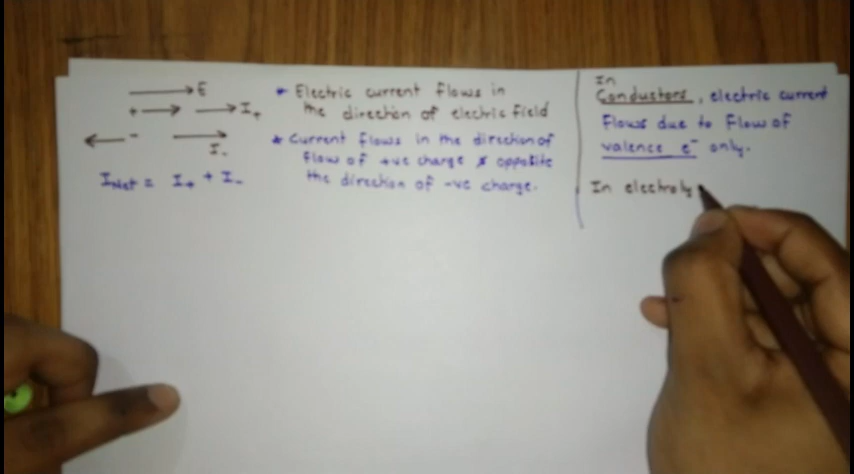 → E
+ → → I+
← - →
I-
INet = I+ + I-
* Electric current flows in
the direction of electric field
* Current flows in the direction of
flow of +ve charge & opposite
the direction of -ve charge.
In
Conductors, electric current
flows due to flow of
valence e- only.
In electroly